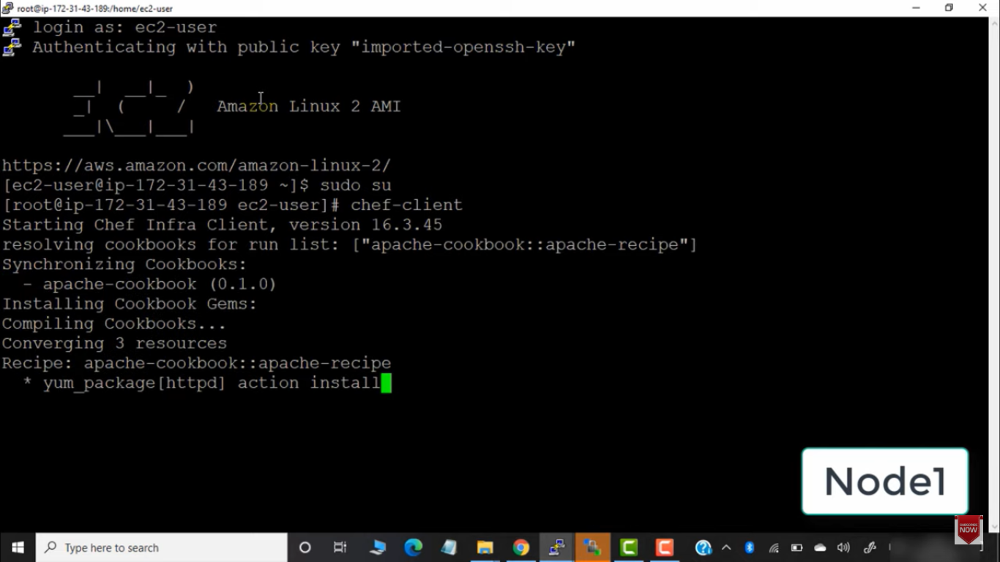 root@ip-172-31-43-189:/home/ec2-user
login as: ec2-user
Authenticating with public key "imported-openssh-key"
       __|  __|_  )
       _|  (     /   Amazon Linux 2 AMI
      ___|\___|___|
https://aws.amazon.com/amazon-linux-2/
[ec2-user@ip-172-31-43-189 ~]$ sudo su
[root@ip-172-31-43-189 ec2-user]# chef-client
Starting Chef Infra Client, version 16.3.45
resolving cookbooks for run list: ["apache-cookbook::apache-recipe"]
Synchronizing Cookbooks:
  - apache-cookbook (0.1.0)
Installing Cookbook Gems:
Compiling Cookbooks...
Converging 3 resources
Recipe: apache-cookbook::apache-recipe
  * yum_package[httpd] action install
Node1
SUBSCRIBE
NOW
Type here to search